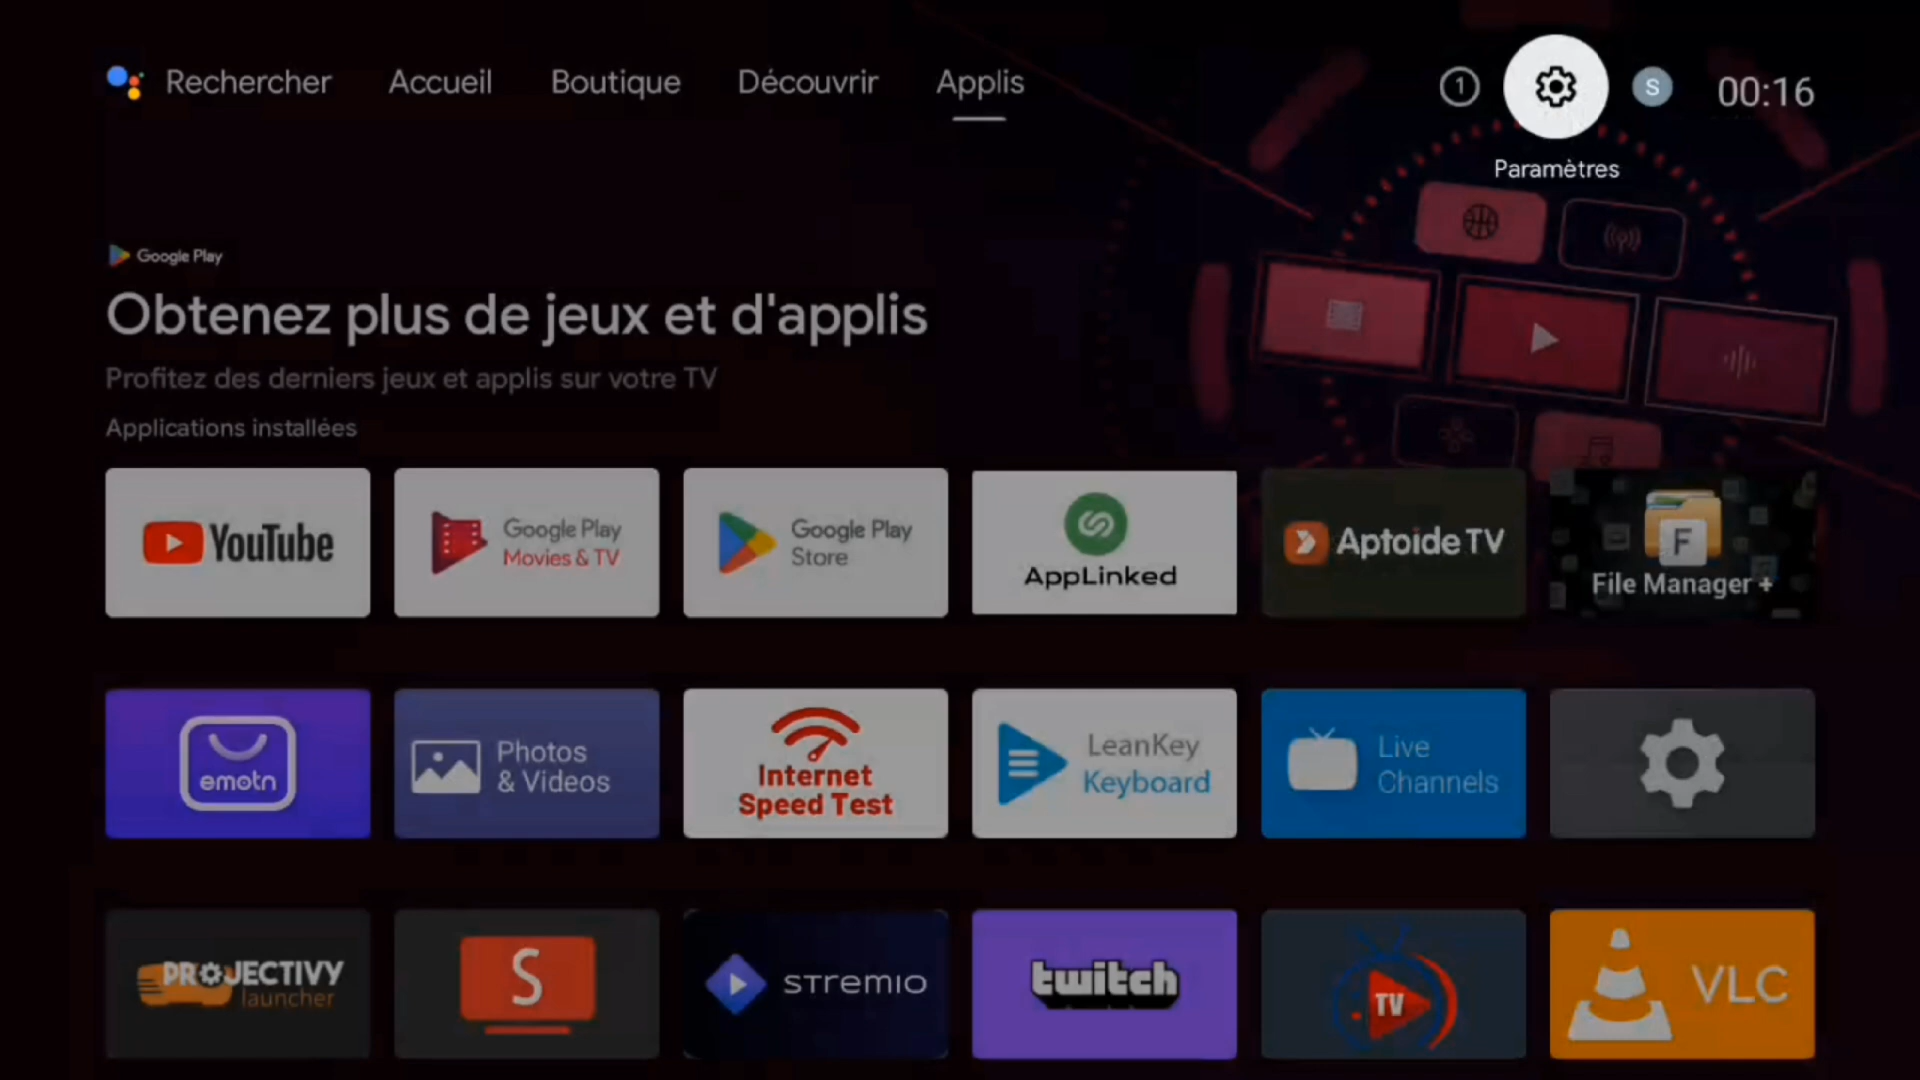 Rechercher
Accueil
Boutique
Découvrir
Applis
1
S
00:16
Paramètres
Google Play
Obtenez plus de jeux et d'applis
Profitez des derniers jeux et applis sur votre TV
Applications installées
YouTube
Google Play
Movies & TV
Google Play
Store
AppLinked
Aptoide TV
F
File Manager +
emotn
Photos
& Videos
Internet
Speed Test
LeanKey
Keyboard
Live
Channels
PROJECTIVY
launcher
S
STREMIO
twitch
TV
VLC